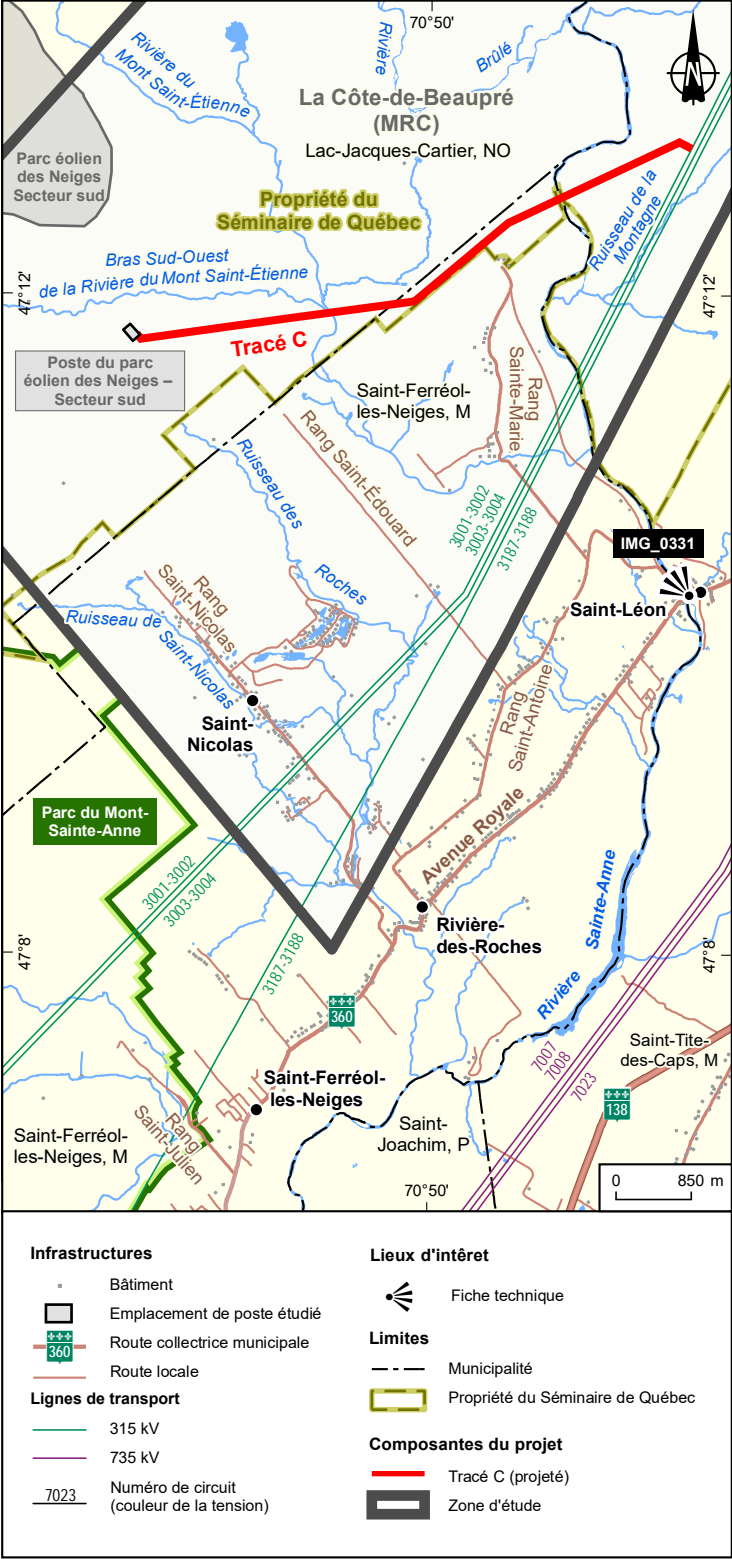 70°50'
Rivière du
Mont Saint-Étienne
Rivière
Brûlé
N
La Côte-de-Beaupré
(MRC)
Lac-Jacques-Cartier, NO
Parc éolien
des Neiges
Secteur sud
Propriété du
Séminaire de Québec
Ruisseau de la
Montagne
Bras Sud-Ouest
de la Rivière du Mont Saint-Étienne
47°12'
47°12'
Tracé C
Poste du parc
éolien des Neiges –
Secteur sud
Saint-Ferréol-
les-Neiges, M
Rang
Sainte-Marie
Rang Saint-Édouard
Ruisseau des
Roches
3001-3002
3003-3004
3187-3188
IMG_0331
Saint-Léon
Rang
Saint-Nicolas
Ruisseau de
Saint-Nicolas
Saint-
Nicolas
Rang
Saint-Antoine
Parc du Mont-
Sainte-Anne
Avenue Royale
3001-3002
3003-3004
3187-3188
Rivière-
des-Roches
Rivière
Sainte-Anne
47°8'
47°8'
360
7007
7008
7023
Saint-Tite-
des-Caps, M
138
Saint-Ferréol-
les-Neiges
Rang
Saint-Julien
Saint-Ferréol-
les-Neiges, M
Saint-
Joachim, P
70°50'
0
850 m
Infrastructures
Bâtiment
Emplacement de poste étudié
360
Route collectrice municipale
Route locale
Lignes de transport
315 kV
735 kV
7023
Numéro de circuit
(couleur de la tension)
Lieux d'intêret
Fiche technique
Limites
Municipalité
Propriété du Séminaire de Québec
Composantes du projet
Tracé C (projeté)
Zone d'étude